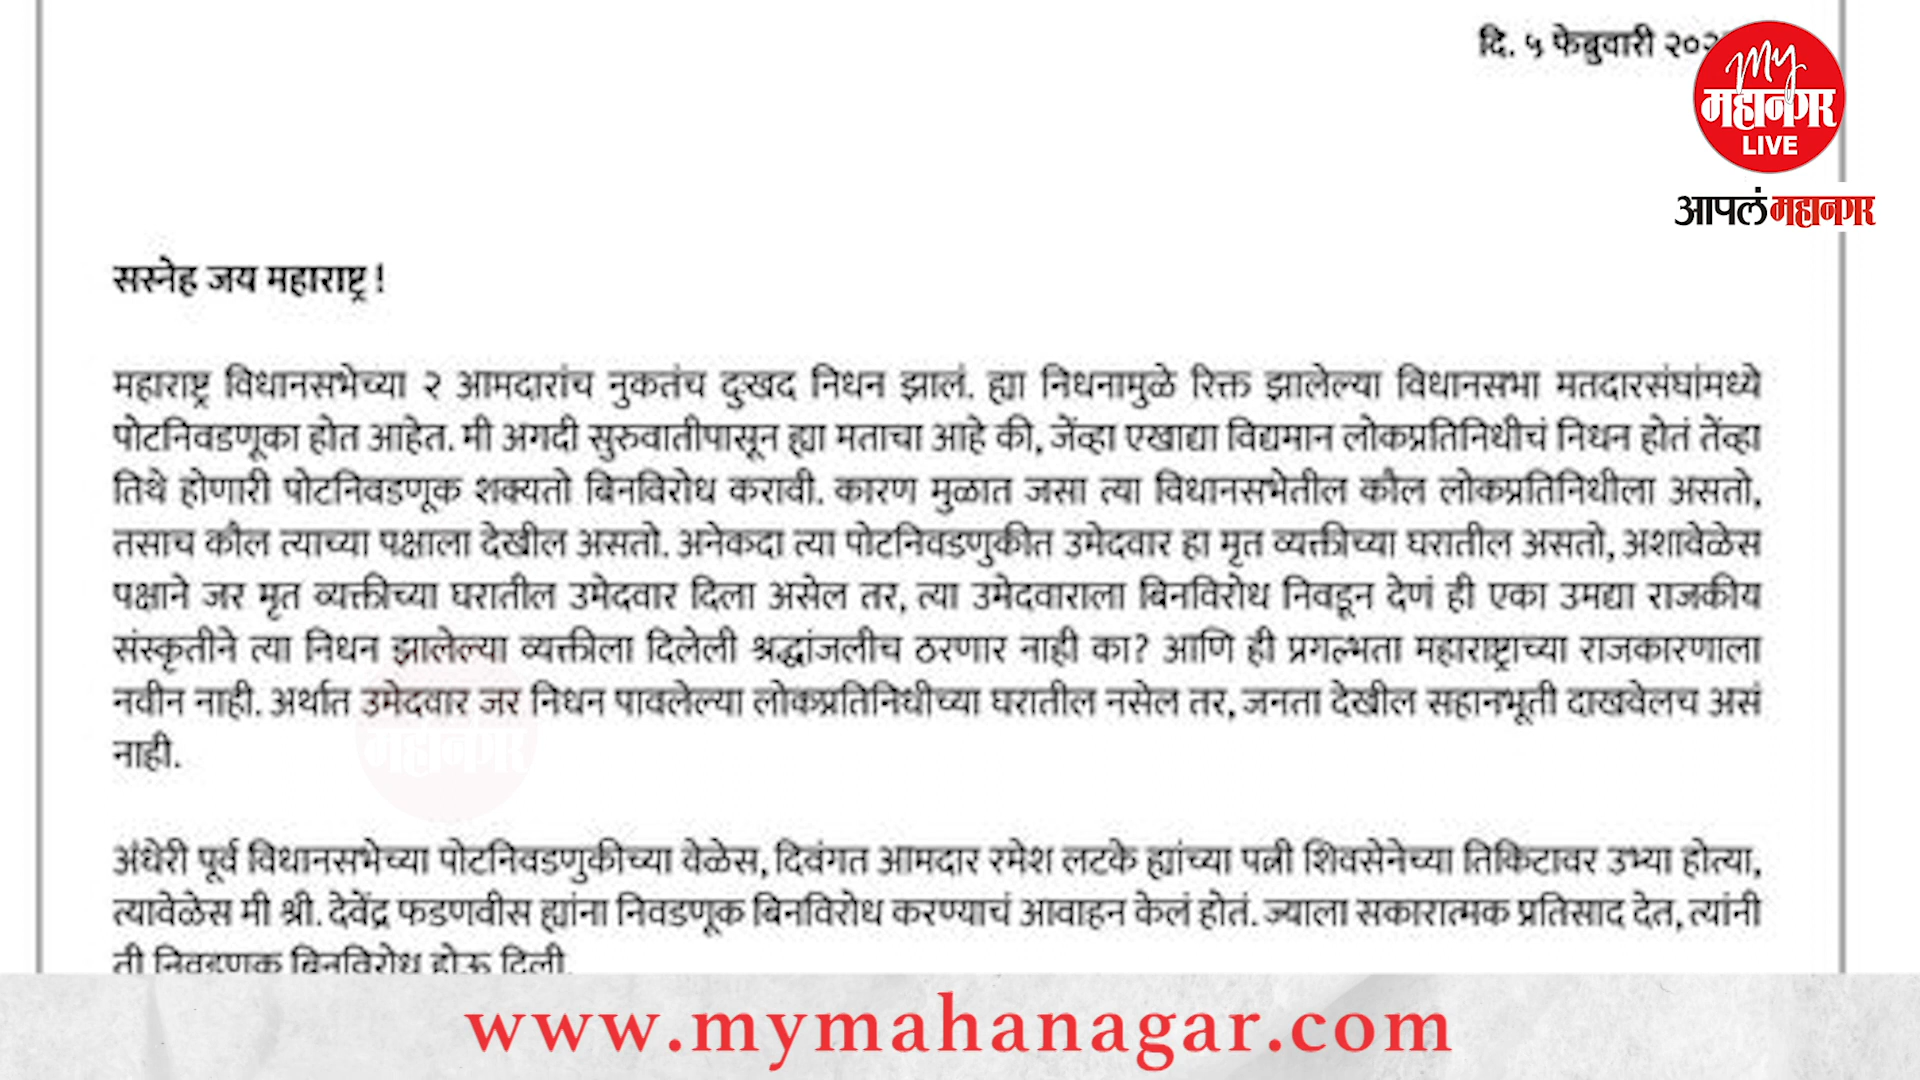 दि. ५ फेब्रुवारी
My
महानगर
LIVE
आपलं महानगर
सस्नेह जय महाराष्ट्र !
महाराष्ट्र विधानसभेच्या २ आमदारांच नुकतंच दुःखद निधन झालं. ह्या निधनामुळे रिक्त झालेल्या विधानसभा मतदारसंघांमध्ये
पोटनिवडणूका होत आहेत. मी अगदी सुरुवातीपासून ह्या मताचा आहे की, जेंव्हा एखाद्या विद्यमान लोकप्रतिनिधीचं निधन होतं तेंव्हा
तिथे होणारी पोटनिवडणूक शक्यतो बिनविरोध करावी. कारण मुळात जसा त्या विधानसभेतील कौल लोकप्रतिनिधीला असतो,
तसाच कौल त्याच्या पक्षाला देखील असतो. अनेकदा त्या पोटनिवडणुकीत उमेदवार हा मृत व्यक्तीच्या घरातील असतो, अशावेळेस
पक्षाने जर मृत व्यक्तीच्या घरातील उमेदवार दिला असेल तर, त्या उमेदवाराला बिनविरोध निवडून देणं ही एका उमद्या राजकीय
संस्कृतीने त्या निधन झालेल्या व्यक्तीला दिलेली श्रद्धांजलीच ठरणार नाही का? आणि ही प्रगल्भता महाराष्ट्राच्या राजकारणाला
नवीन नाही. अर्थात उमेदवार जर निधन पावलेल्या लोकप्रतिनिधीच्या घरातील नसेल तर, जनता देखील सहानभूती दाखवेलच असं
नाही.
महानगर
अंधेरी पूर्व विधानसभेच्या पोटनिवडणुकीच्या वेळेस, दिवंगत आमदार रमेश लटके ह्यांच्या पत्नी शिवसेनेच्या तिकिटावर उभ्या होत्या,
त्यावेळेस मी श्री. देवेंद्र फडणवीस ह्यांना निवडणूक बिनविरोध करण्याचं आवाहन केलं होतं. ज्याला सकारात्मक प्रतिसाद देत, त्यांनी
ती निवडणूक बिनविरोध होऊ दिली.
www.mymahanagar.com